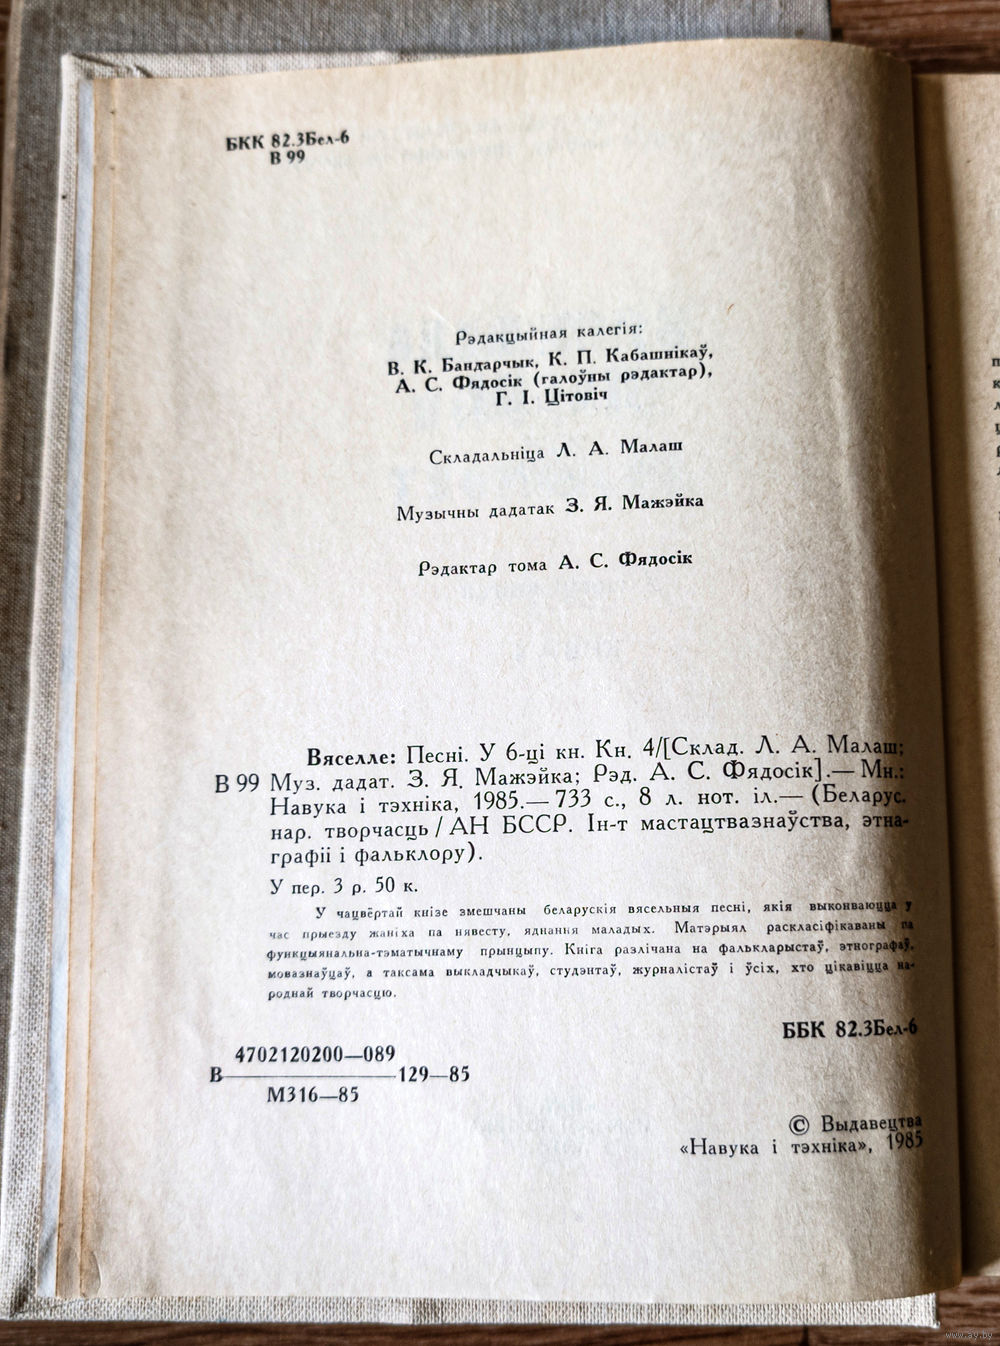 БКК 82.3Бел-6
В 99
Рэдакцыйная калегія:
В. К. Бандарчык, К. П. Кабашнікаў,
А. С. Фядосік (галоўны рэдактар),
Г. І. Цітовіч
Складальніца Л. А. Малаш
Музычны дадатак З. Я. Мажэйка
Рэдактар тома А. С. Фядосік
Вяселле: Песні. У 6-ці кн. Кн. 4/[Склад. Л. А. Малаш;
В 99 Муз. дадат. З. Я. Мажэйка; Рэд. А. С. Фядосік].— Мн.:
Навука і тэхніка, 1985.— 733 с., 8 л. нот. іл.— (Беларус.
нар. творчасць / АН БССР. Ін-т мастацтвазнаўства, этна-
графіі і фальклору).
У пер. 3 р. 50 к.
У чацвёртай кнізе змешчаны беларускія вясельныя песні, якія выконваюцца у
час прыезду жаніха па нявесту, яднання маладых. Матэрыял раскласіфікаваны па
функцыянальна-тэматычнаму прынцыпу. Кніга разлічана на фалькларыстаў, этнографаў,
мовазнаўцаў, а таксама выкладчыкаў, студэнтаў, журналістаў і ўсіх, хто цікавіцца на-
роднай творчасцю.
ББК 82.3Бел-6
4702120200—089
В 129—85
М316—85
© Выдавецтва
«Навука і тэхніка», 1985
www.ay.by